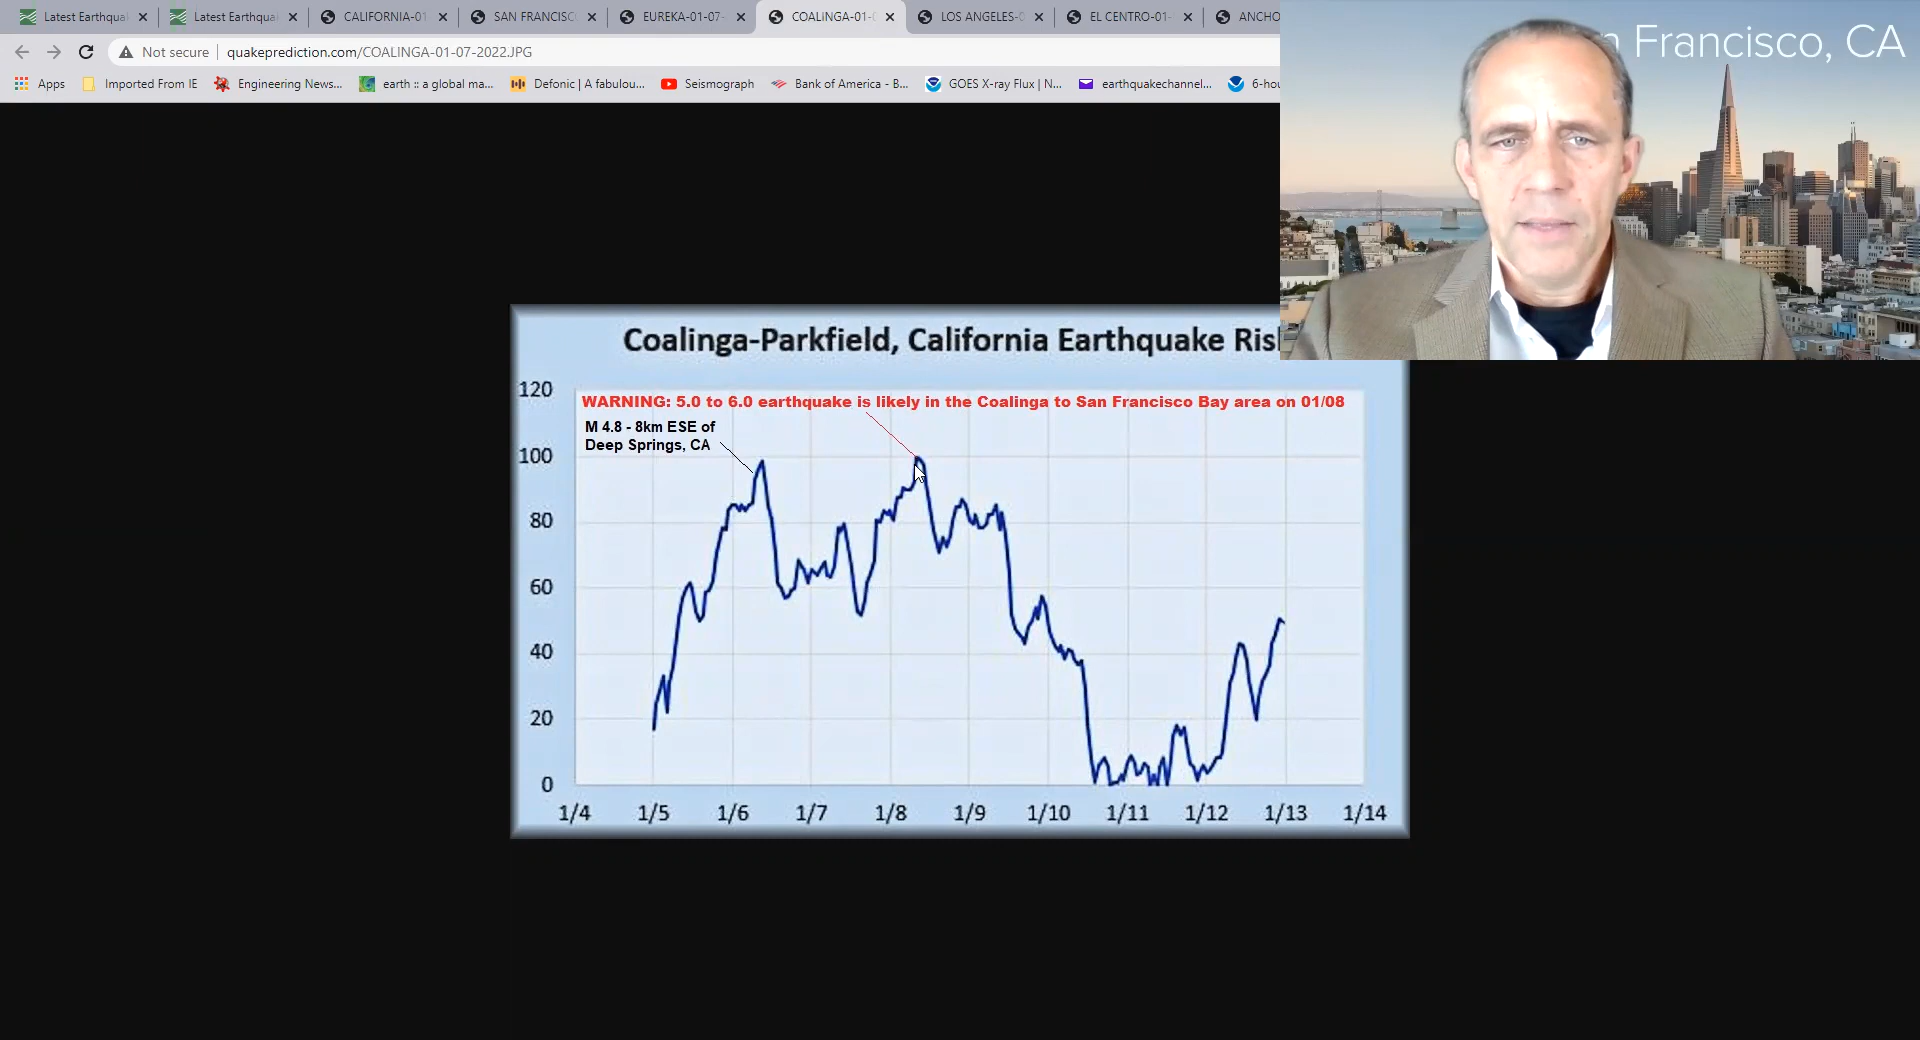 Latest Earthqua
Latest Earthqua
CALIFORNIA-01
SAN FRANCISC
EUREKA-01-07-
COALINGA-01-0
LOS ANGELES-0
EL CENTRO-01-
ANCHO
Not secure
quakeprediction.com/COALINGA-01-07-2022.JPG
Apps
Imported From IE
Engineering News...
earth :: a global ma...
Defonic | A fabulou...
Seismograph
Bank of America - B...
GOES X-ray Flux | N...
earthquakechannel...
6-hou
n Francisco, CA
Coalinga-Parkfield, California Earthquake Ris
WARNING: 5.0 to 6.0 earthquake is likely in the Coalinga to San Francisco Bay area on 01/08
M 4.8 - 8km ESE of
Deep Springs, CA
120
100
80
60
40
20
0
1/4 1/5 1/6 1/7 1/8 1/9 1/10 1/11 1/12 1/13 1/14